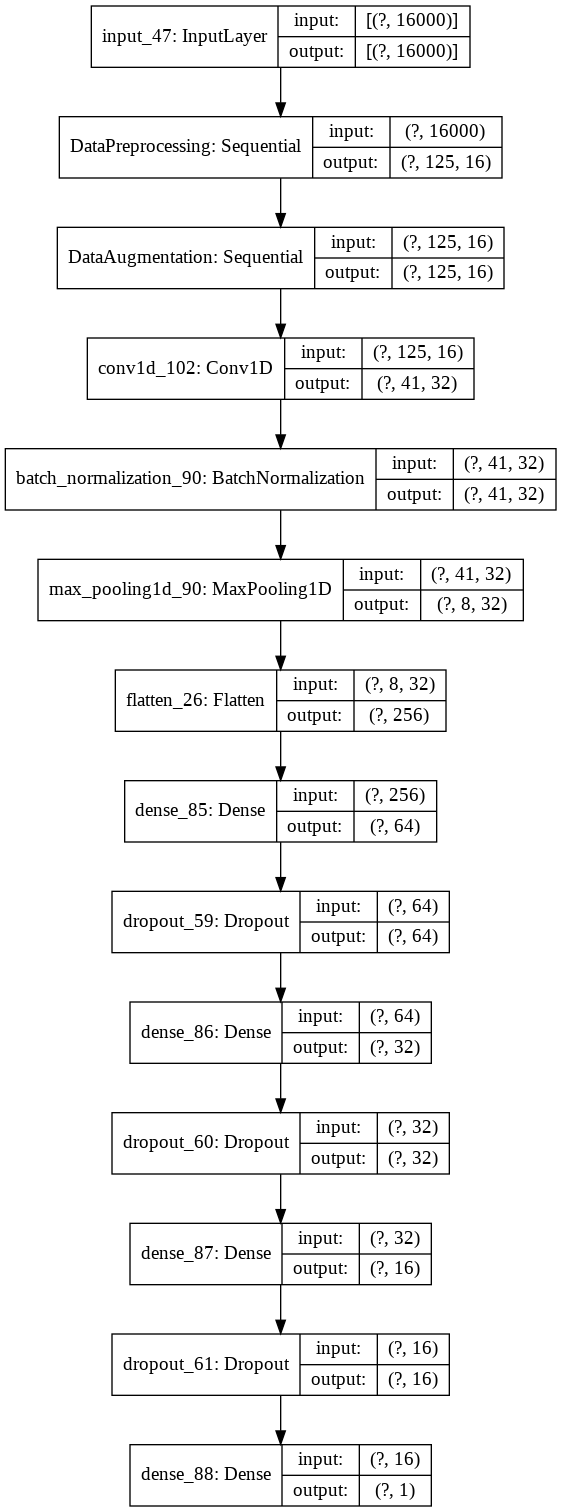 input_47: InputLayer
input: [(?, 16000)]
output: [(?, 16000)]
DataPreprocessing: Sequential
input: (?, 16000)
output: (?, 125, 16)
DataAugmentation: Sequential
input: (?, 125, 16)
output: (?, 125, 16)
conv1d_102: Conv1D
input: (?, 125, 16)
output: (?, 41, 32)
batch_normalization_90: BatchNormalization
input: (?, 41, 32)
output: (?, 41, 32)
max_pooling1d_90: MaxPooling1D
input: (?, 41, 32)
output: (?, 8, 32)
flatten_26: Flatten
input: (?, 8, 32)
output: (?, 256)
dense_85: Dense
input: (?, 256)
output: (?, 64)
dropout_59: Dropout
input: (?, 64)
output: (?, 64)
dense_86: Dense
input: (?, 64)
output: (?, 32)
dropout_60: Dropout
input: (?, 32)
output: (?, 32)
dense_87: Dense
input: (?, 32)
output: (?, 16)
dropout_61: Dropout
input: (?, 16)
output: (?, 16)
dense_88: Dense
input: (?, 16)
output: (?, 1)